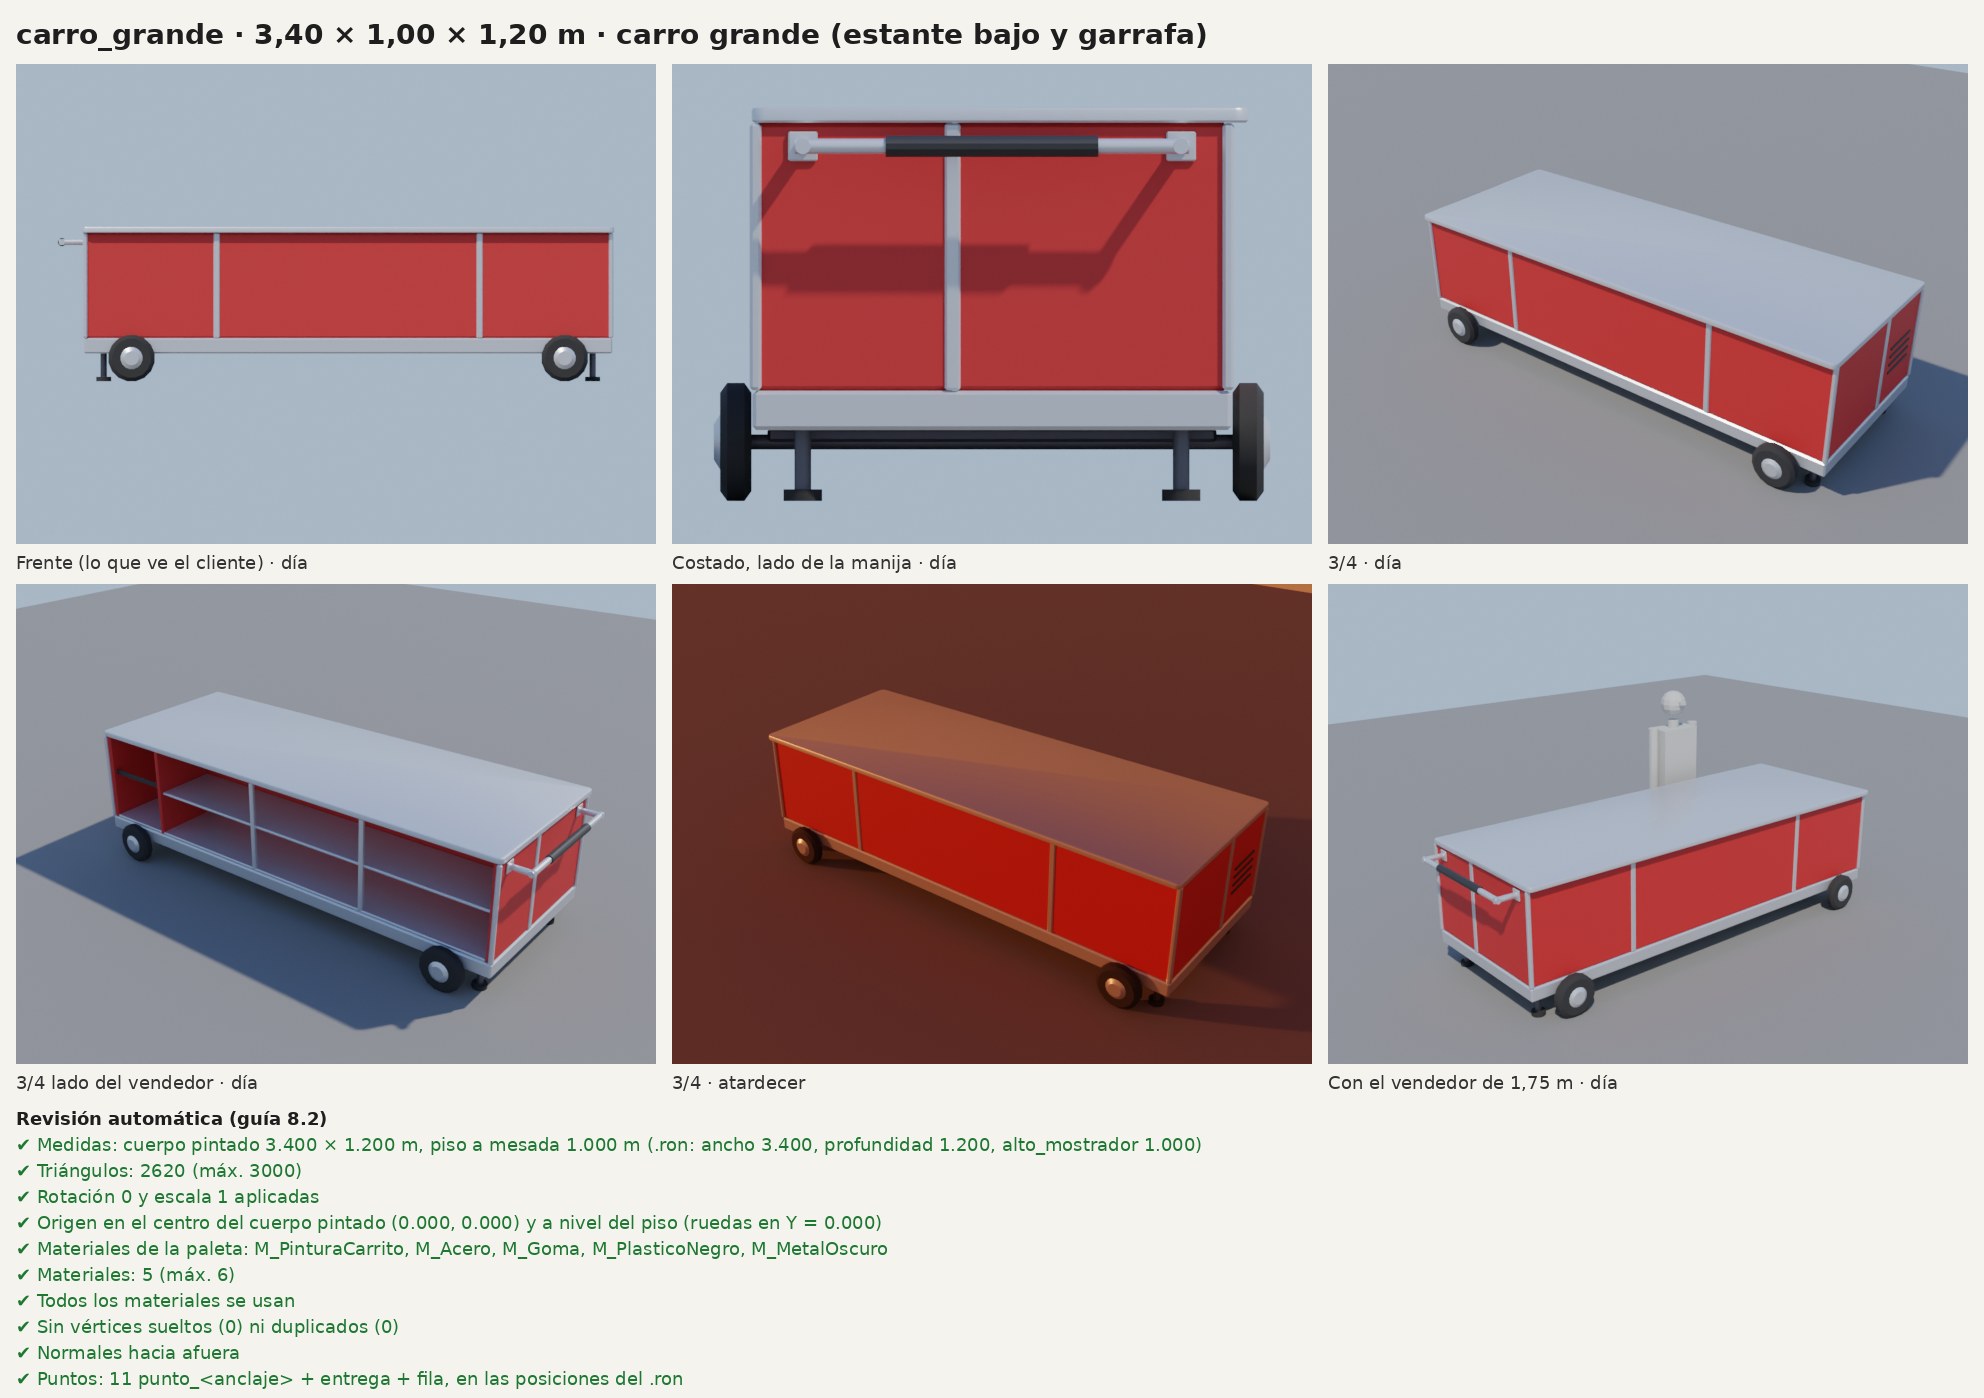 carro_grande · 3,40 × 1,00 × 1,20 m · carro grande (estante bajo y garrafa)
Frente (lo que ve el cliente) · día
Costado, lado de la manija · día
3/4 · día
3/4 lado del vendedor · día
3/4 · atardecer
Con el vendedor de 1,75 m · día
Revisión automática (guía 8.2)
✔ Medidas: cuerpo pintado 3.400 × 1.200 m, piso a mesada 1.000 m (.ron: ancho 3.400, profundidad 1.200, alto_mostrador 1.000)
✔ Triángulos: 2620 (máx. 3000)
✔ Rotación 0 y escala 1 aplicadas
✔ Origen en el centro del cuerpo pintado (0.000, 0.000) y a nivel del piso (ruedas en Y = 0.000)
✔ Materiales de la paleta: M_PinturaCarrito, M_Acero, M_Goma, M_PlasticoNegro, M_MetalOscuro
✔ Materiales: 5 (máx. 6)
✔ Todos los materiales se usan
✔ Sin vértices sueltos (0) ni duplicados (0)
✔ Normales hacia afuera
✔ Puntos: 11 punto_<anclaje> + entrega + fila, en las posiciones del .ron